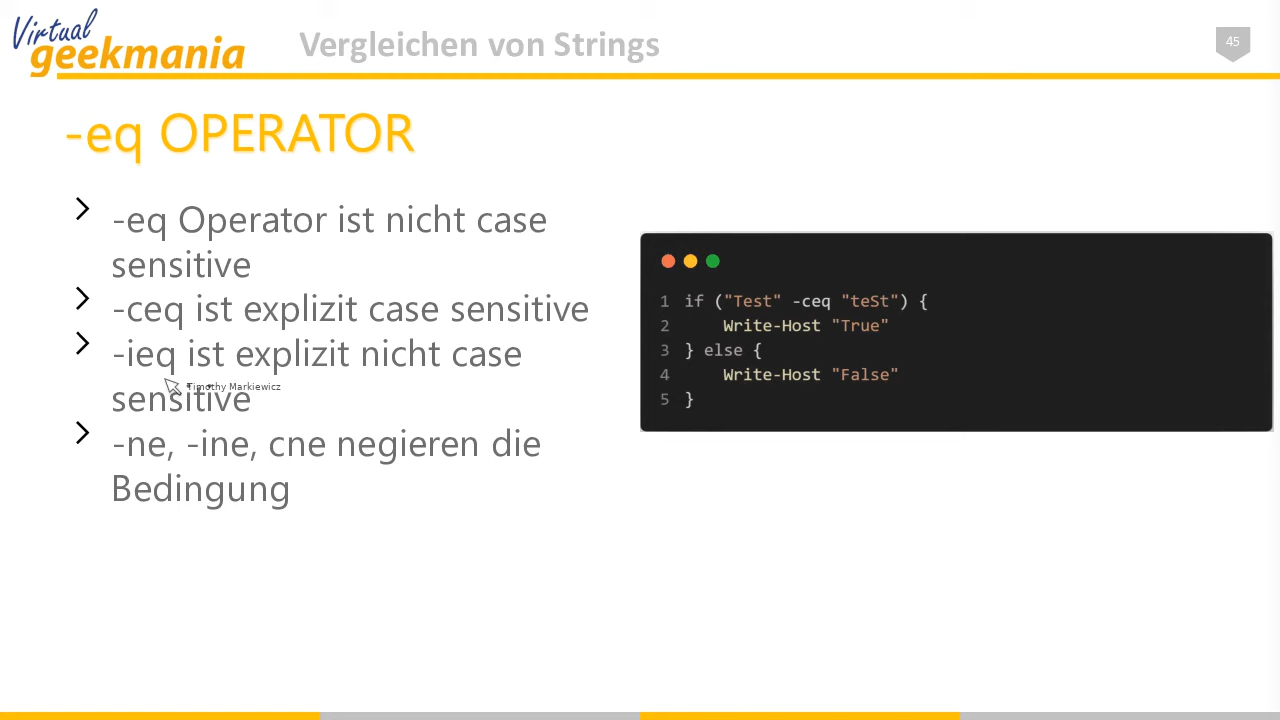 Virtual
geekmania
Vergleichen von Strings
45
-eq OPERATOR
-eq Operator ist nicht case
sensitive
-ceq ist explizit case sensitive
-ieq ist explizit nicht case
sensitive
Timothy Markiewicz
-ne, -ine, cne negieren die
Bedingung
1 if ("Test" -ceq "teSt") {
2 Write-Host "True"
3 } else {
4 Write-Host "False"
5 }